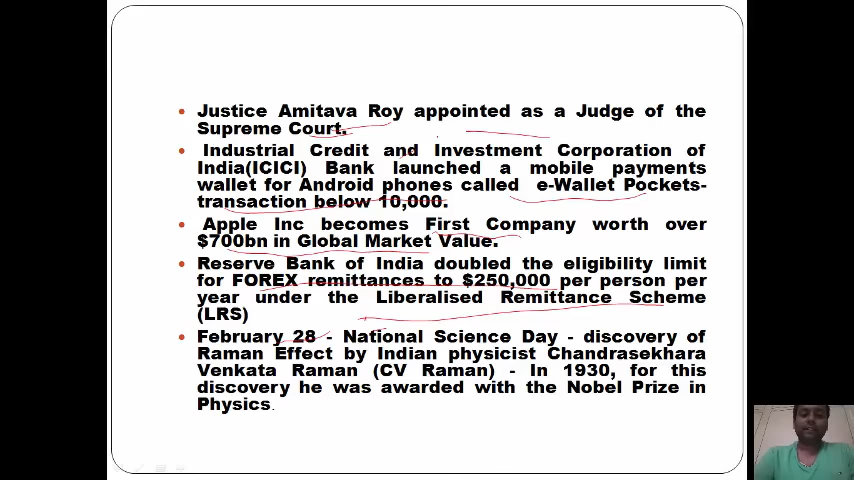 Justice Amitava Roy appointed as a Judge of the
Supreme Court.
Industrial Credit and Investment Corporation of
India(ICICI) Bank launched a mobile payments
wallet for Android phones called e-Wallet Pockets-
transaction below 10,000.
Apple Inc becomes First Company worth over
$700bn in Global Market Value.
Reserve Bank of India doubled the eligibility limit
for FOREX remittances to $250,000 per person per
year under the Liberalised Remittance Scheme
(LRS)
February 28 - National Science Day - discovery of
Raman Effect by Indian physicist Chandrasekhara
Venkata Raman (CV Raman) - In 1930, for this
discovery he was awarded with the Nobel Prize in
Physics.